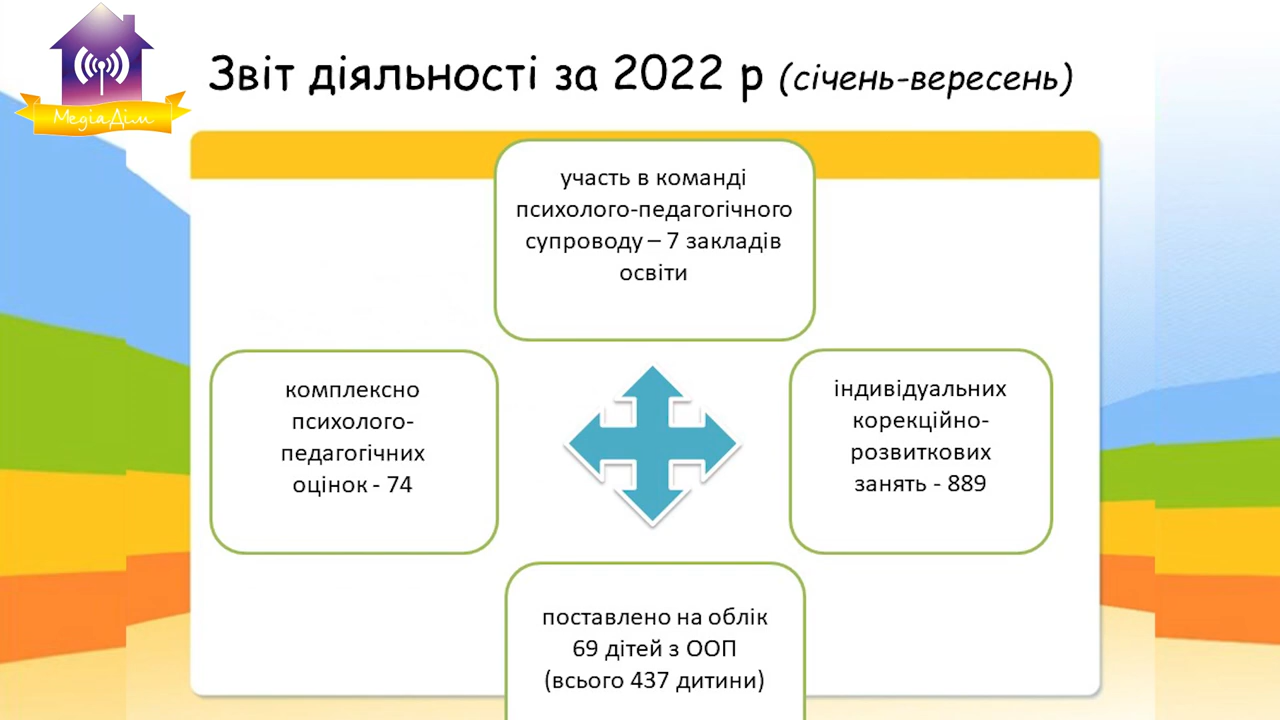 МедіаДім
Звіт діяльності за 2022 р (січень-вересень)
участь в команді
психолого-педагогічного
супроводу – 7 закладів
освіти
комплексно
психолого-
педагогічних
оцінок - 74
індивідуальних
корекційно-
розвиткових
занять - 889
поставлено на облік
69 дітей з ООП
(всього 437 дитини)